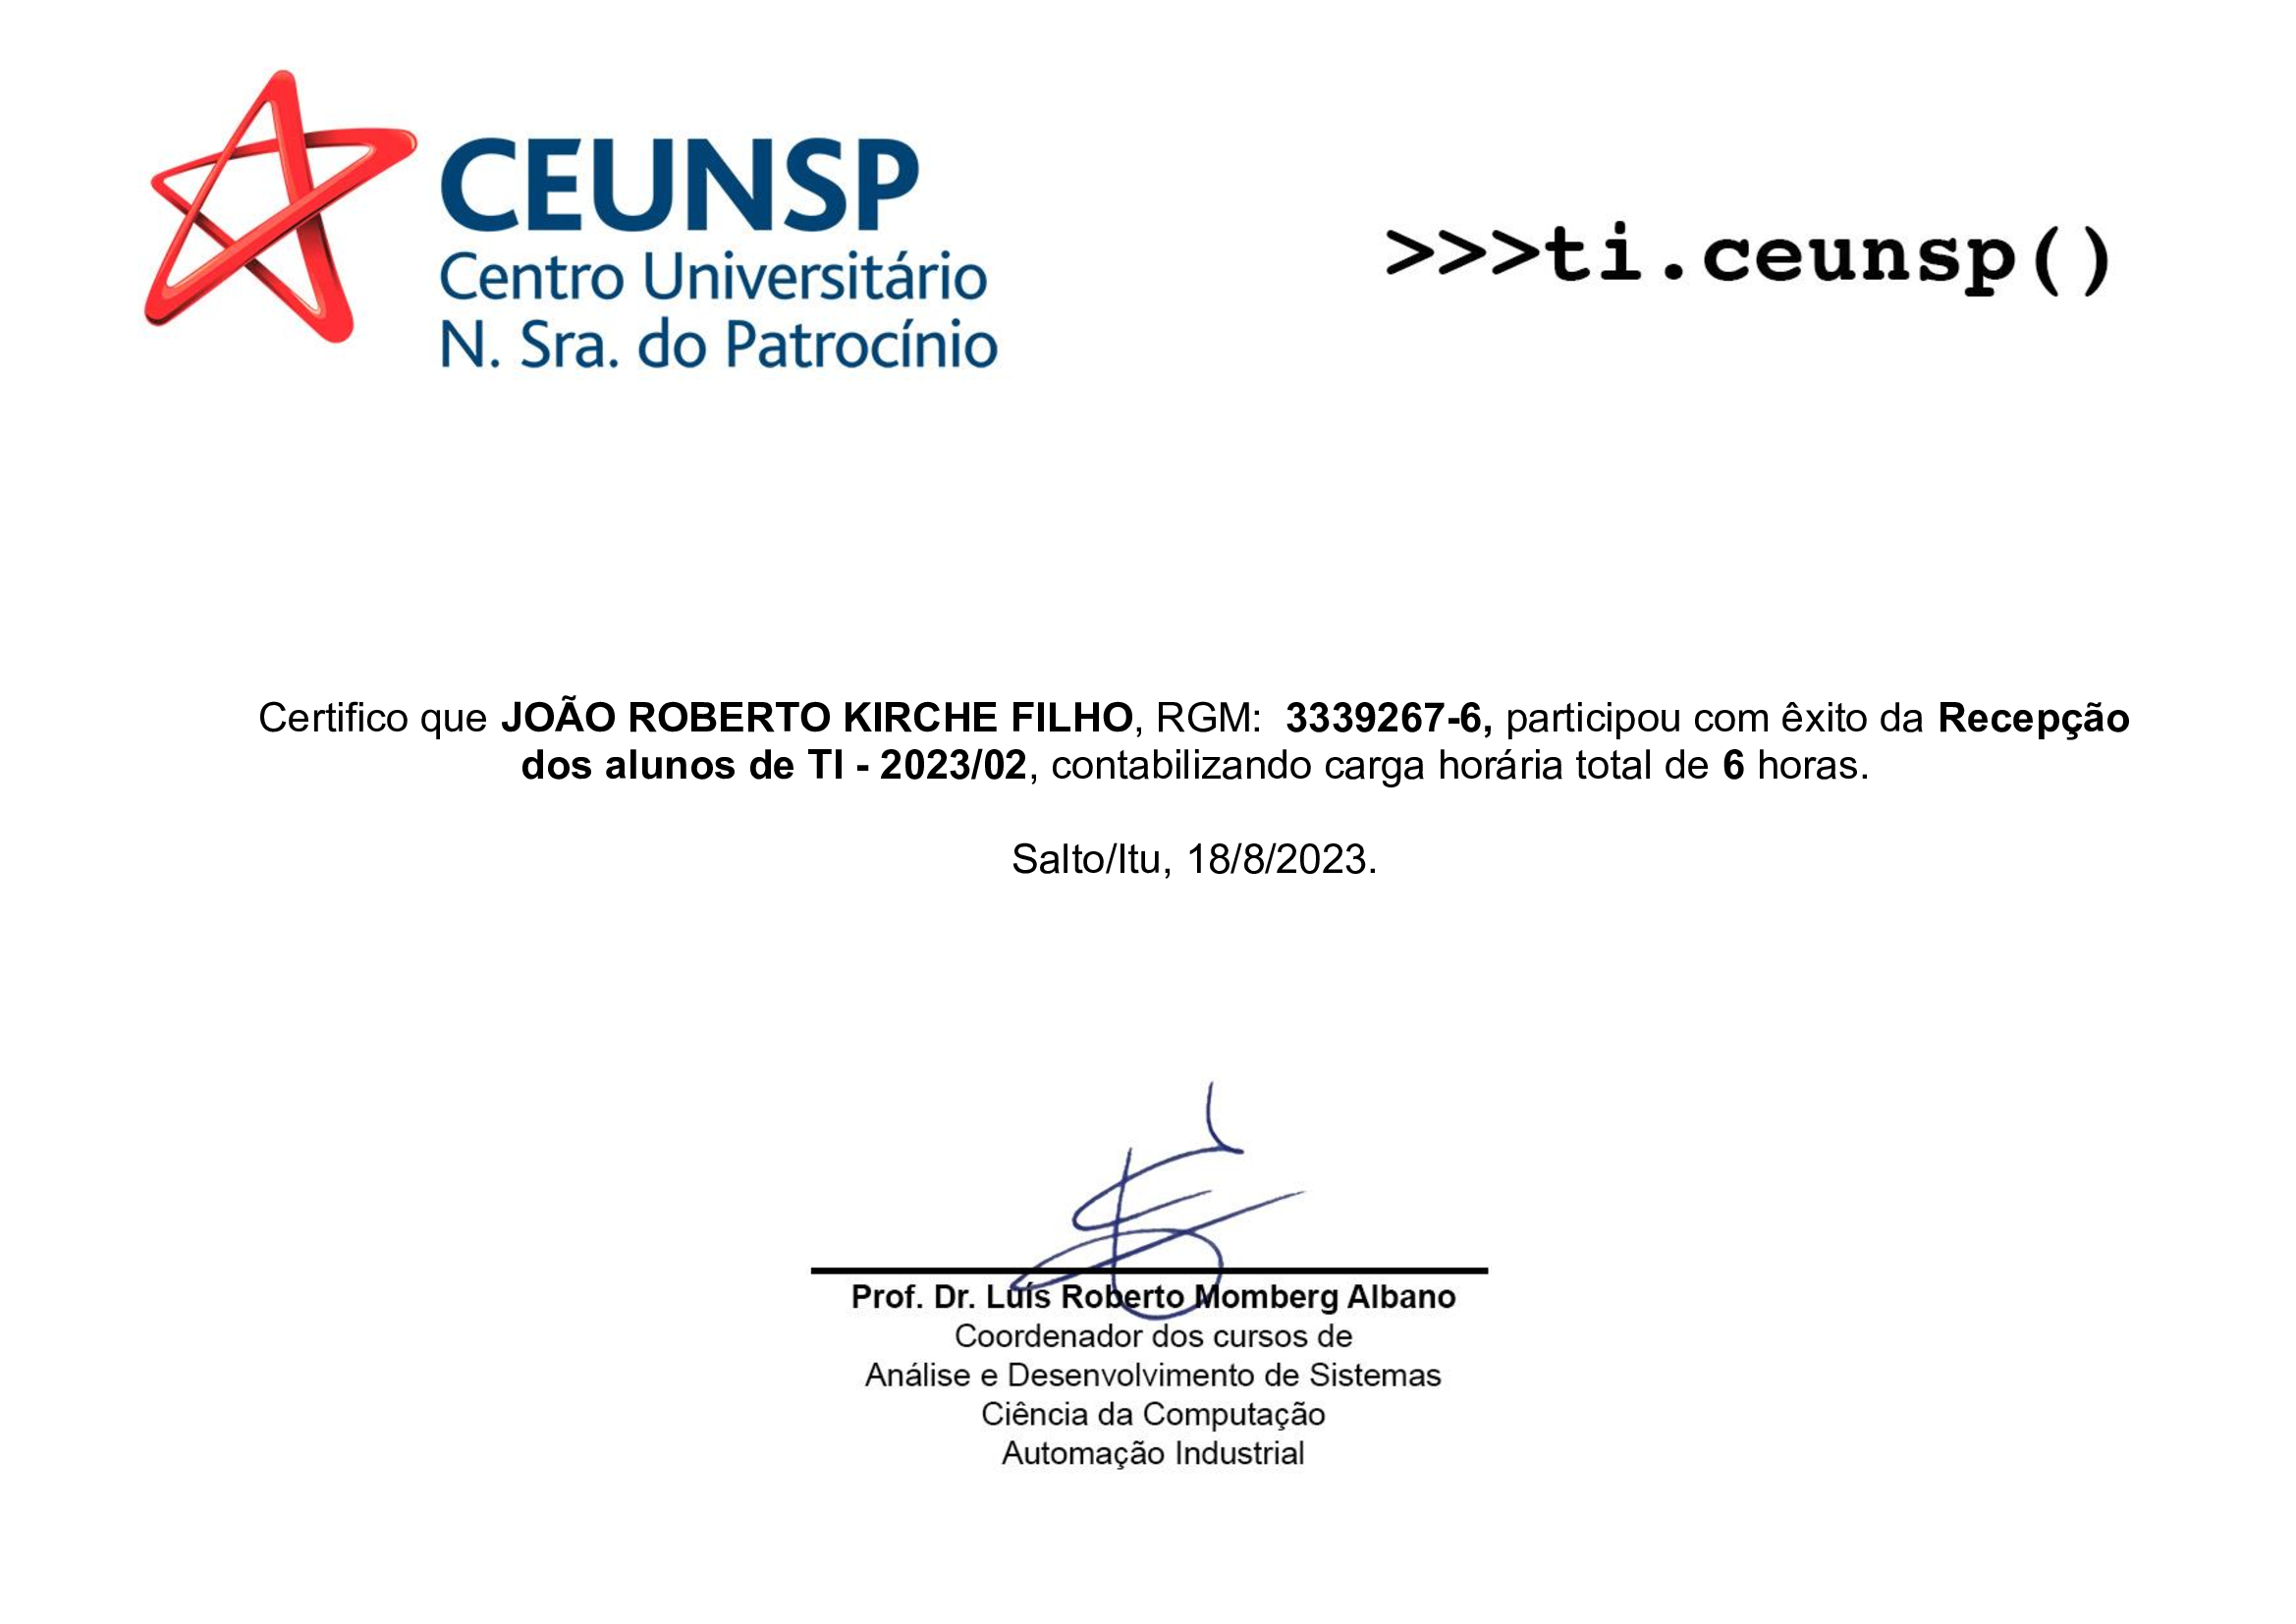 CEUNSP
Centro Universitário
N. Sra. do Patrocínio
>>>ti.ceunsp()
Certifico que JOÃO ROBERTO KIRCHE FILHO, RGM:  3339267-6, participou com êxito da Recepção
dos alunos de TI - 2023/02, contabilizando carga horária total de 6 horas.
Salto/Itu, 18/8/2023.
Prof. Dr. Luís Roberto Momberg Albano
Coordenador dos cursos de
Análise e Desenvolvimento de Sistemas
Ciência da Computação
Automação Industrial